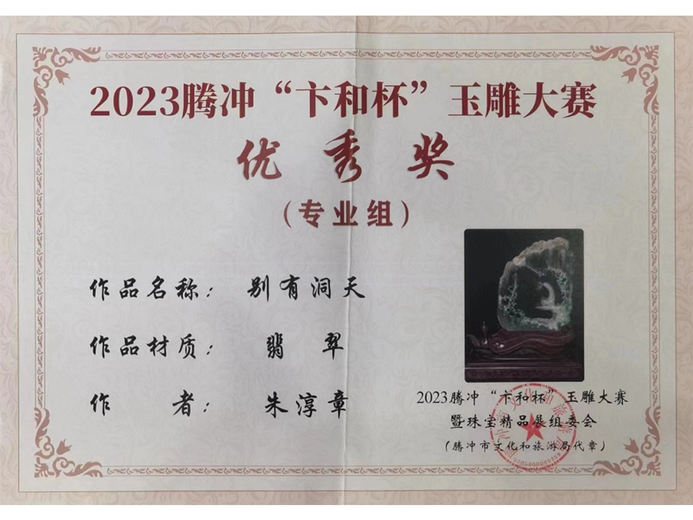 2023腾冲“卞和杯”玉雕大赛
优秀奖
(专业组)
作品名称：别有洞天
作品材质：翡翠
作者：朱淳章
2023腾冲“卞和杯”玉雕大赛
暨珠宝精品展组委会
(腾冲市文化和旅游局代章)